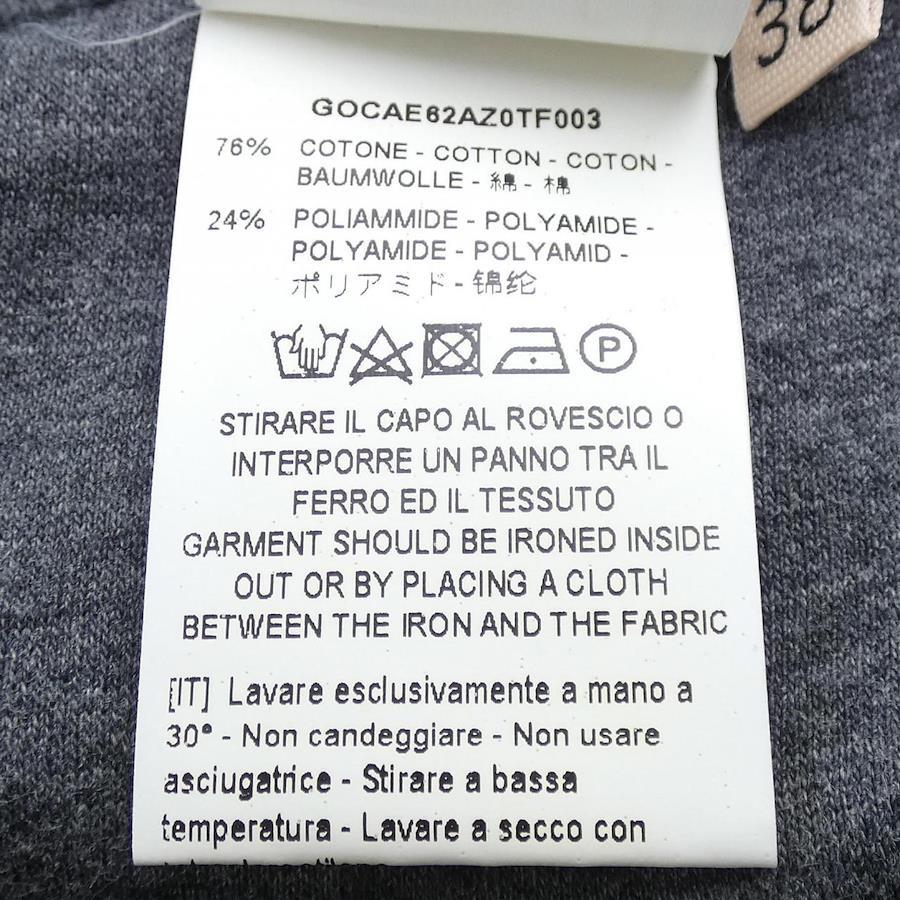 38
GOCAE62AZ0TF003
76% COTONE - COTTON - COTON -
BAUMWOLLE - 綿 - 棉
24% POLIAMMIDE - POLYAMIDE -
POLYAMIDE - POLYAMID -
ポリアミド - 锦纶
P
STIRARE IL CAPO AL ROVESCIO O
INTERPORRE UN PANNO TRA IL
FERRO ED IL TESSUTO
GARMENT SHOULD BE IRONED INSIDE
OUT OR BY PLACING A CLOTH
BETWEEN THE IRON AND THE FABRIC
[IT] Lavare esclusivamente a mano a
30° - Non candeggiare - Non usare
asciugatrice - Stirare a bassa
temperatura - Lavare a secco con